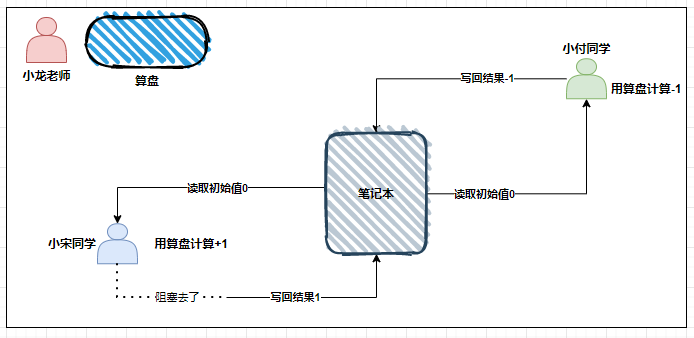 小龙老师
算盘
小付同学
用算盘计算-1
写回结果-1
笔记本
读取初始值0
读取初始值0
小宋同学
用算盘计算+1
阻塞去了
写回结果1